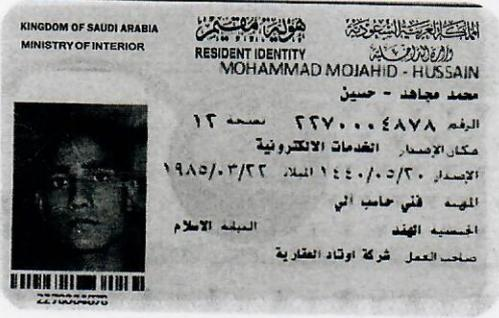 KINGDOM OF SAUDI ARABIA
MINISTRY OF INTERIOR
هوية مقيم
RESIDENT IDENTITY
المملكة العربية السعودية
وزارة الداخلية
MOHAMMAD MOJAHID - HUSSAIN
محمد مجاهد - حسين
الرقم ٢٢٧٠٠٠٤٨٧٨ نسخة ١٢
مكان الإصدار الخدمات الالكترونية
الإصدار ١٤٤٠/٠٥/٢٠ الميلاد ١٩٨٥/٠٣/٢٢
المهنة فني حاسب آلي
الجنسية الهند الديانة الاسلام
صاحب العمل شركة اوتاد العقارية